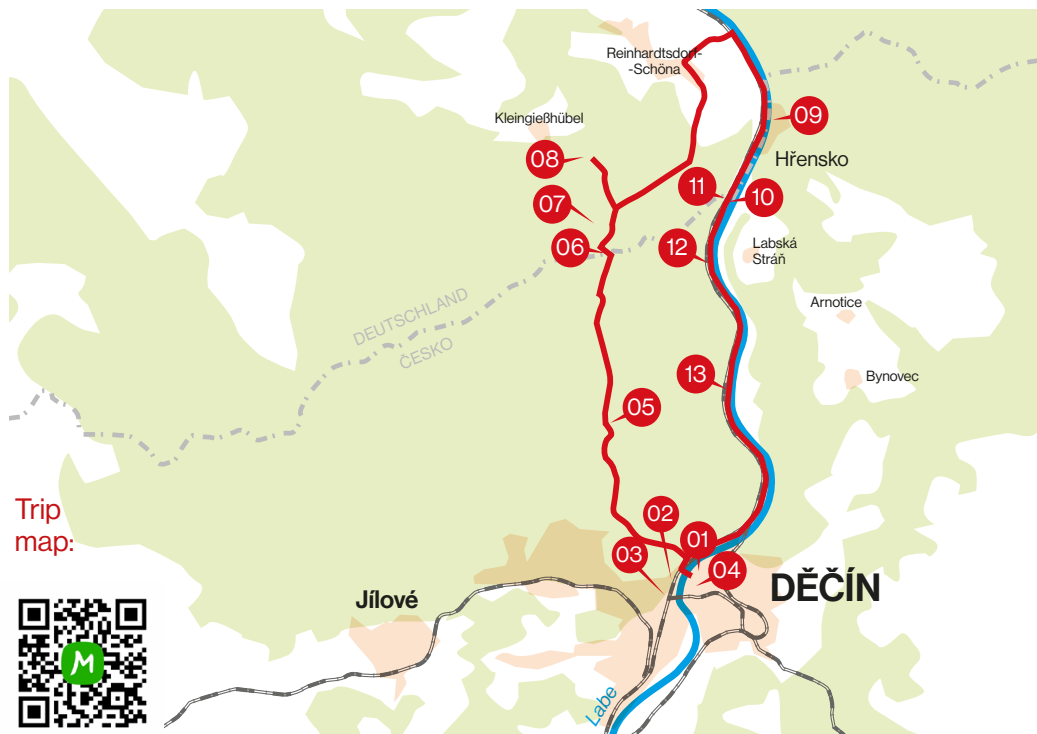 Reinhardtsdorf-
-Schöna
Kleingießhübel
09
08
Hřensko
11
10
07
06
12
Labská
Stráň
DEUTSCHLAND
ČESKO
Arnotice
13
Bynovec
05
Trip
map:
02
01
03
04
DĚČÍN
Jílové
Labe
M